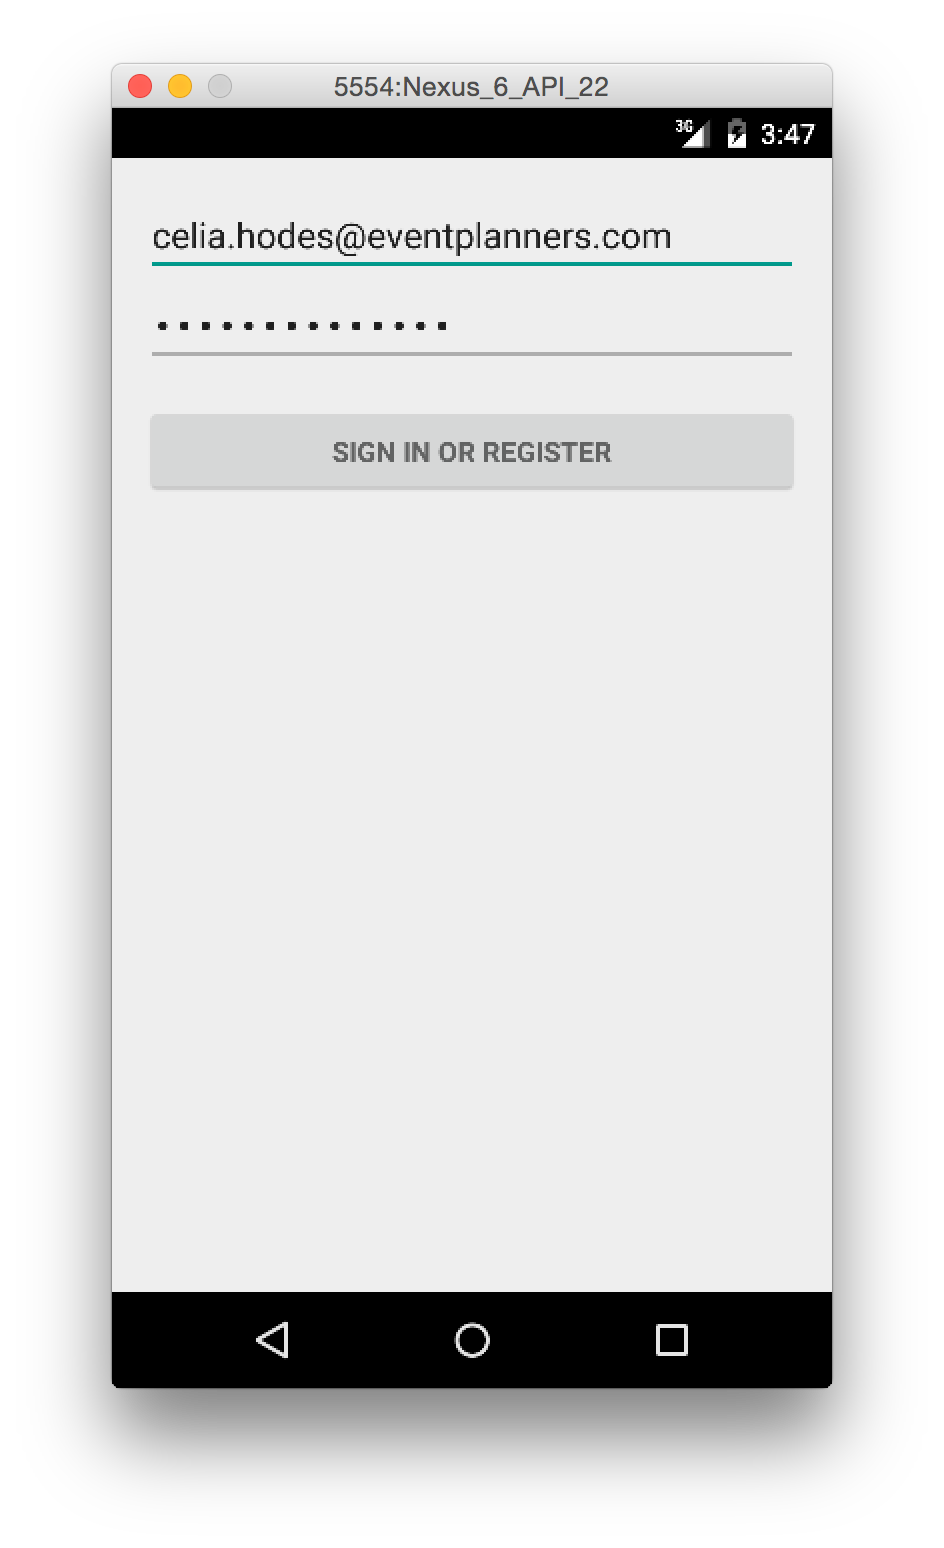 5554:Nexus_6_API_22
3G 3:47
celia.hodes@eventplanners.com
••••••••••••••
SIGN IN OR REGISTER